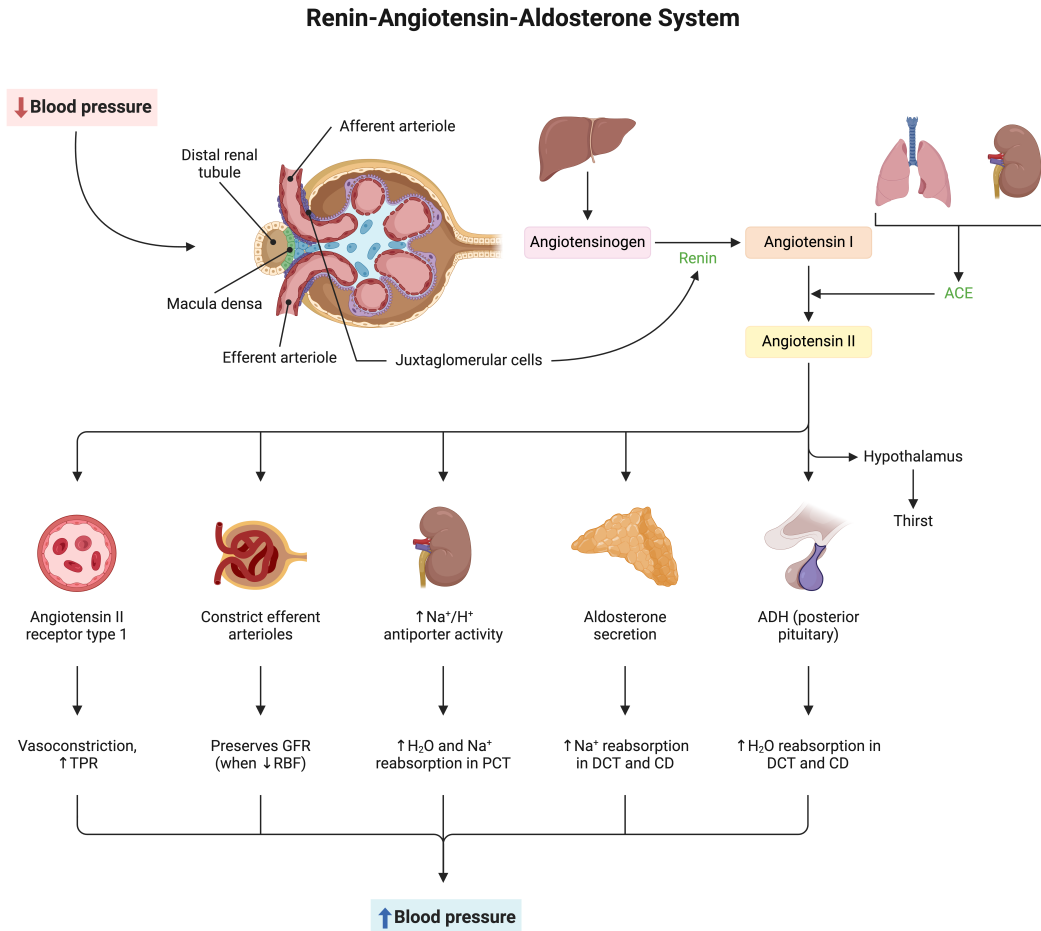 Renin-Angiotensin-Aldosterone System
↓Blood pressure
Afferent arteriole
Distal renal
tubule
Macula densa
Efferent arteriole
Juxtaglomerular cells
Angiotensinogen
Renin
Angiotensin I
ACE
Angiotensin II
Hypothalamus
Thirst
Angiotensin II
receptor type 1
Constrict efferent
arterioles
↑Na⁺/H⁺
antiporter activity
Aldosterone
secretion
ADH (posterior
pituitary)
Vasoconstriction,
↑TPR
Preserves GFR
(when ↓RBF)
↑H₂O and Na⁺
reabsorption in PCT
↑Na⁺ reabsorption
in DCT and CD
↑H₂O reabsorption in
DCT and CD
↑Blood pressure